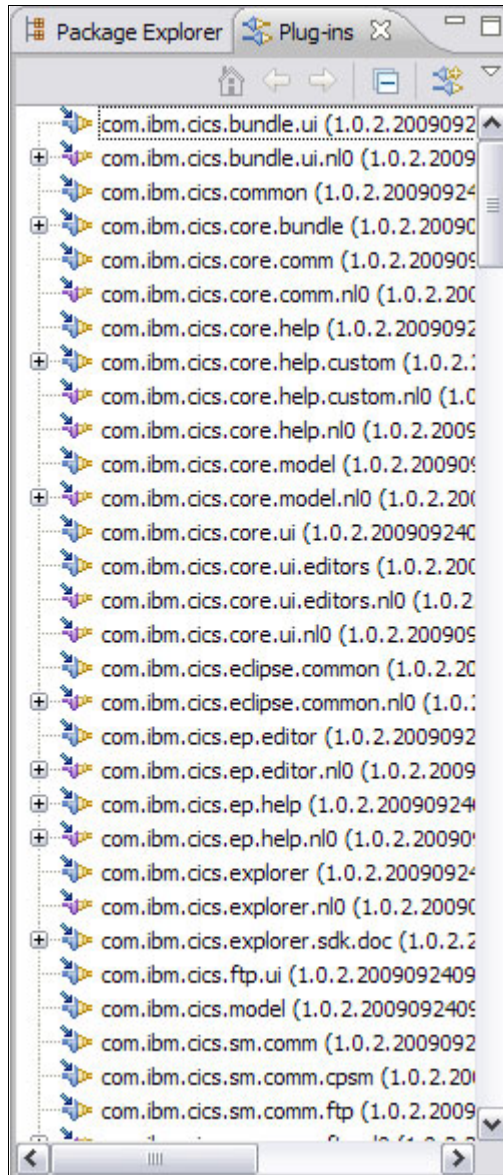 Package Explorer Plug-ins
com.ibm.cics.bundle.ui (1.0.2.2009092
com.ibm.cics.bundle.ui.nl0 (1.0.2.2009
com.ibm.cics.common (1.0.2.20090924
com.ibm.cics.core.bundle (1.0.2.20090
com.ibm.cics.core.comm (1.0.2.200909
com.ibm.cics.core.comm.nl0 (1.0.2.200
com.ibm.cics.core.help (1.0.2.2009092
com.ibm.cics.core.help.custom (1.0.2.2
com.ibm.cics.core.help.custom.nl0 (1.0
com.ibm.cics.core.help.nl0 (1.0.2.2009
com.ibm.cics.core.model (1.0.2.200909
com.ibm.cics.core.model.nl0 (1.0.2.200
com.ibm.cics.core.ui (1.0.2.200909240
com.ibm.cics.core.ui.editors (1.0.2.200
com.ibm.cics.core.ui.editors.nl0 (1.0.2
com.ibm.cics.core.ui.nl0 (1.0.2.200909
com.ibm.cics.eclipse.common (1.0.2.20
com.ibm.cics.eclipse.common.nl0 (1.0.2
com.ibm.cics.ep.editor (1.0.2.2009092
com.ibm.cics.ep.editor.nl0 (1.0.2.2009
com.ibm.cics.ep.help (1.0.2.200909240
com.ibm.cics.ep.help.nl0 (1.0.2.200909
com.ibm.cics.explorer (1.0.2.20090924
com.ibm.cics.explorer.nl0 (1.0.2.20090
com.ibm.cics.explorer.sdk.doc (1.0.2.2
com.ibm.cics.ftp.ui (1.0.2.2009092409
com.ibm.cics.model (1.0.2.2009092409
com.ibm.cics.sm.comm (1.0.2.2009092
com.ibm.cics.sm.comm.cpsm (1.0.2.200
com.ibm.cics.sm.comm.ftp (1.0.2.2009